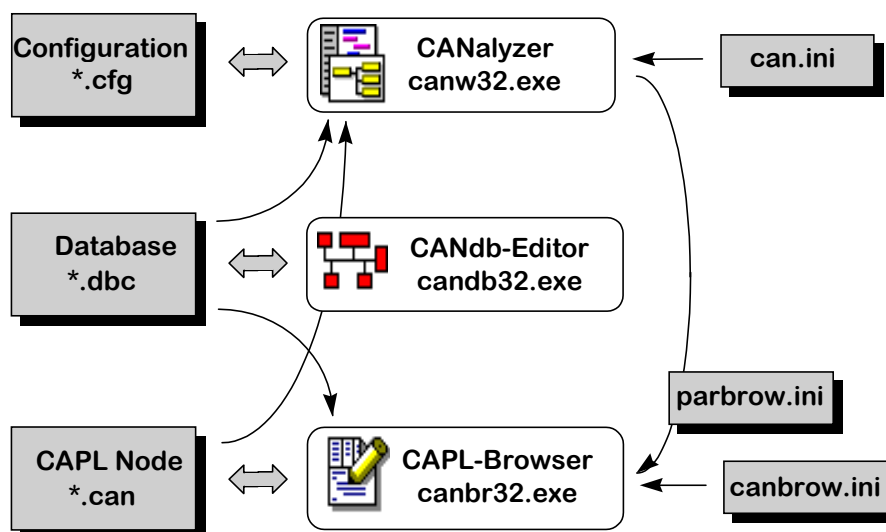 Configuration
*.cfg
CANalyzer
canw32.exe
can.ini
Database
*.dbc
CANdb-Editor
candb32.exe
parbrow.ini
CAPL Node
*.can
CAPL-Browser
canbr32.exe
canbrow.ini